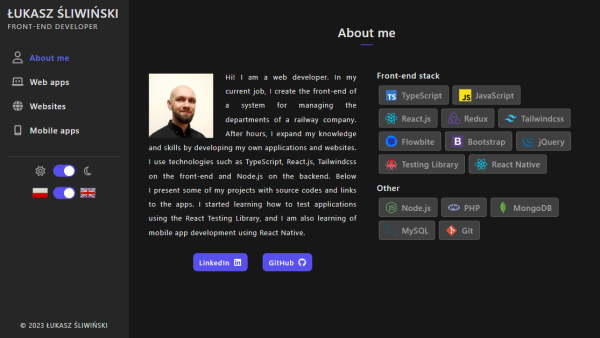 ŁUKASZ ŚLIWIŃSKI
FRONT-END DEVELOPER
About me
Web apps
Websites
Mobile apps
© 2023 ŁUKASZ ŚLIWIŃSKI
About me
Hi! I am a web developer. In my
current job, I create the front-end of
a system for managing the
departments of a railway company.
After hours, I expand my knowledge
and skills by developing my own applications and websites.
I use technologies such as TypeScript, React.js, Tailwindcss
on the front-end and Node.js on the backend. Below
I present some of my projects with source codes and links
to the apps. I started learning how to test applications
using the React Testing Library, and I am also learning of
mobile app development using React Native.
LinkedIn GitHub
Front-end stack
TS TypeScript JS JavaScript
React.js Redux Tailwindcss
Flowbite B Bootstrap jQuery
Testing Library React Native
Other
Node.js PHP MongoDB
MySQL Git